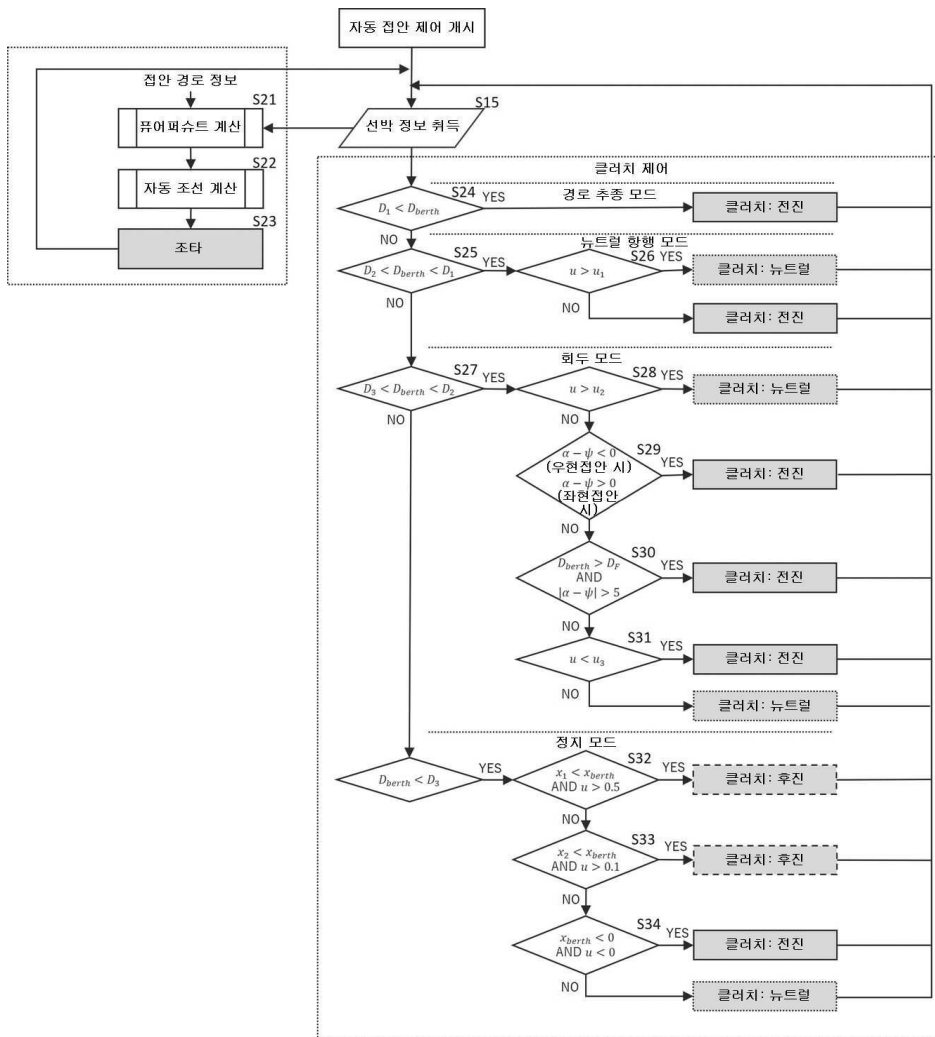 자동 접안 제어 개시
접안 경로 정보
S21
퓨어퍼슈트 계산
S22
자동 조선 계산
S23
조타
S15
선박 정보 취득
클러치 제어
S24
D₁ < D_berth
YES
경로 추종 모드
클러치: 전진
NO
뉴트럴 항행 모드
S25
D₂ < D_berth < D₁
YES
S26
u > u₁
YES
클러치: 뉴트럴
NO
NO
클러치: 전진
회두 모드
S27
D₃ < D_berth < D₂
YES
S28
u > u₂
YES
클러치: 뉴트럴
NO
NO
S29
α − ψ < 0
(우현접안 시)
α − ψ > 0
(좌현접안
시)
YES
클러치: 전진
NO
S30
D_berth > D_F
AND
|α − ψ| > 5
YES
클러치: 전진
NO
S31
u < u₃
YES
클러치: 전진
NO
클러치: 뉴트럴
정지 모드
D_berth < D₃
YES
S32
x₁ < x_berth
AND u > 0.5
YES
클러치: 후진
NO
S33
x₂ < x_berth
AND u > 0.1
YES
클러치: 후진
NO
S34
x_berth < 0
AND u < 0
YES
클러치: 전진
NO
클러치: 뉴트럴